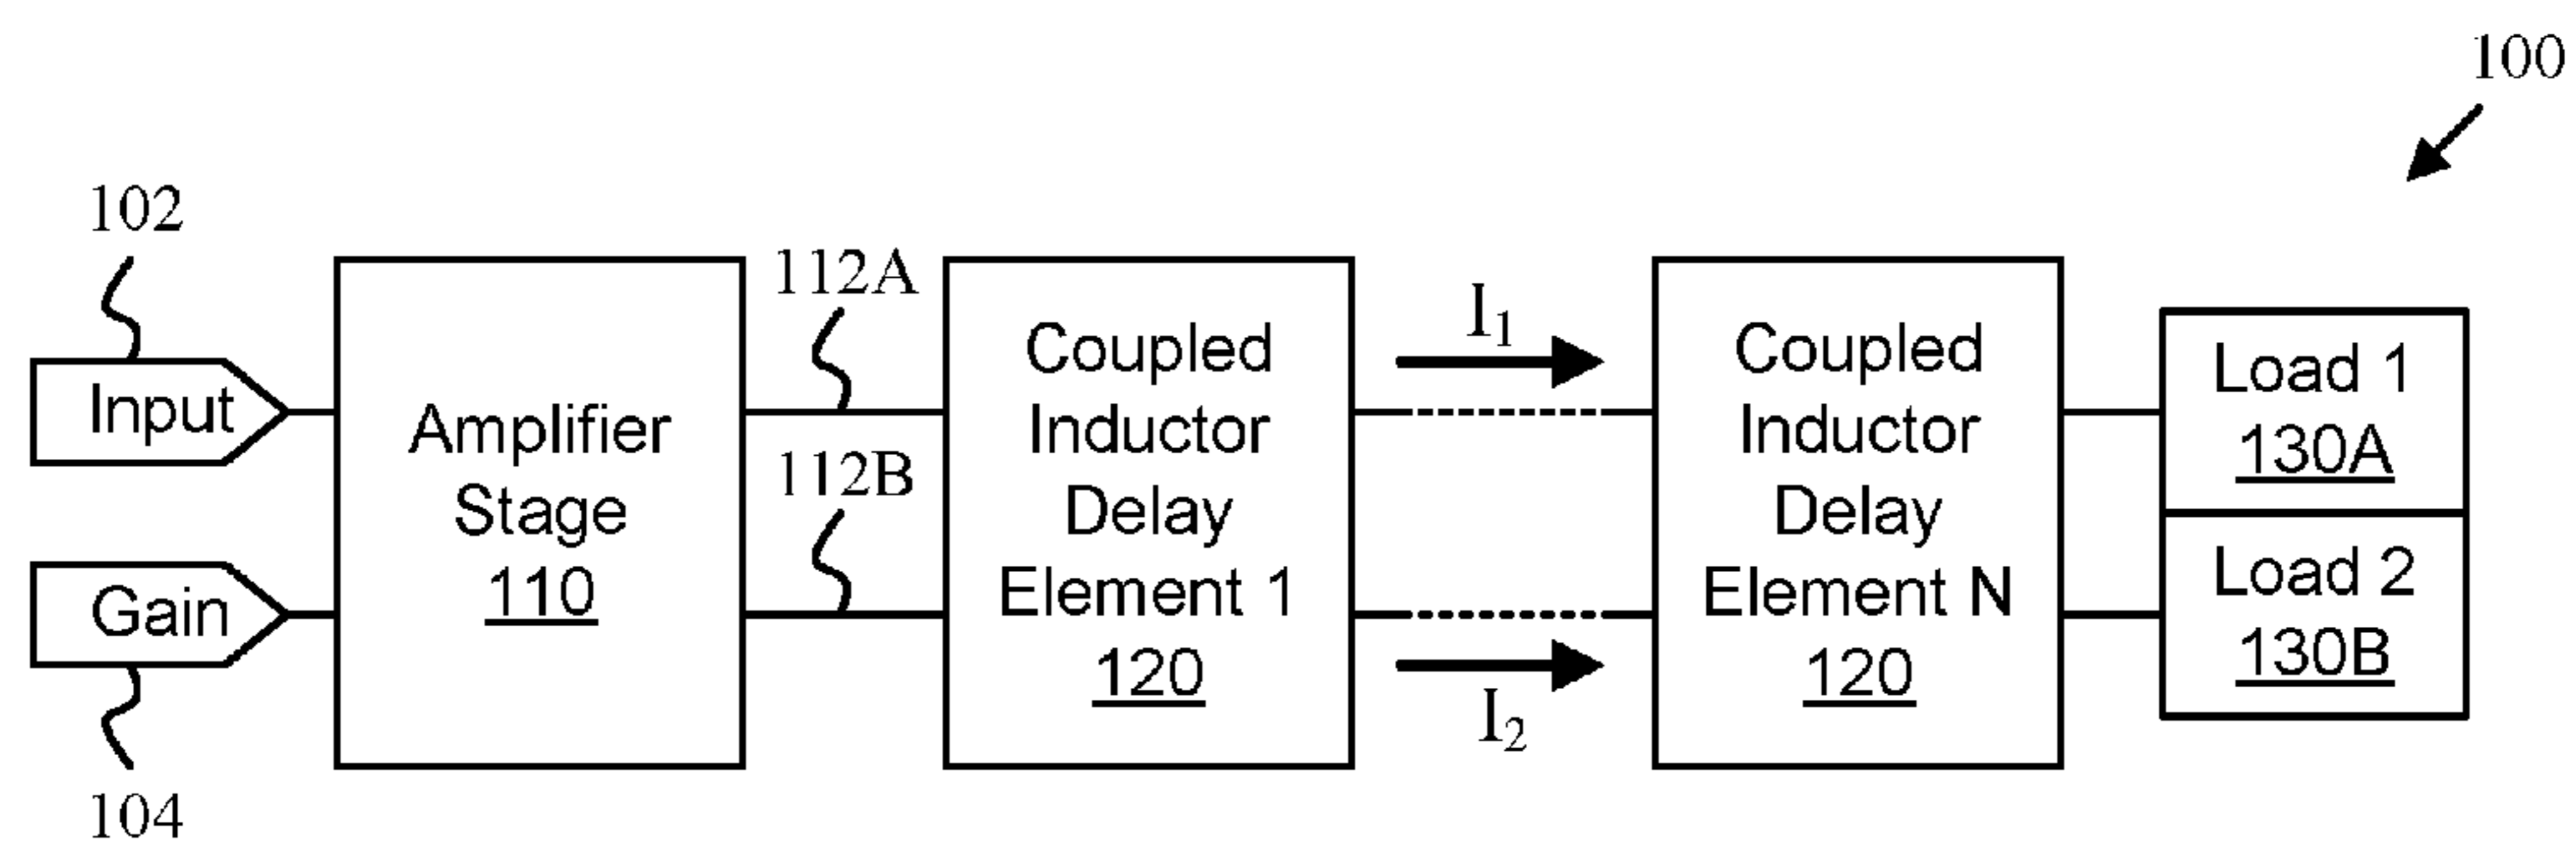 100
102
Input
Gain
104
Amplifier
Stage
110
112A
112B
Coupled
Inductor
Delay
Element 1
120
I₁
I₂
Coupled
Inductor
Delay
Element N
120
Load 1
130A
Load 2
130B